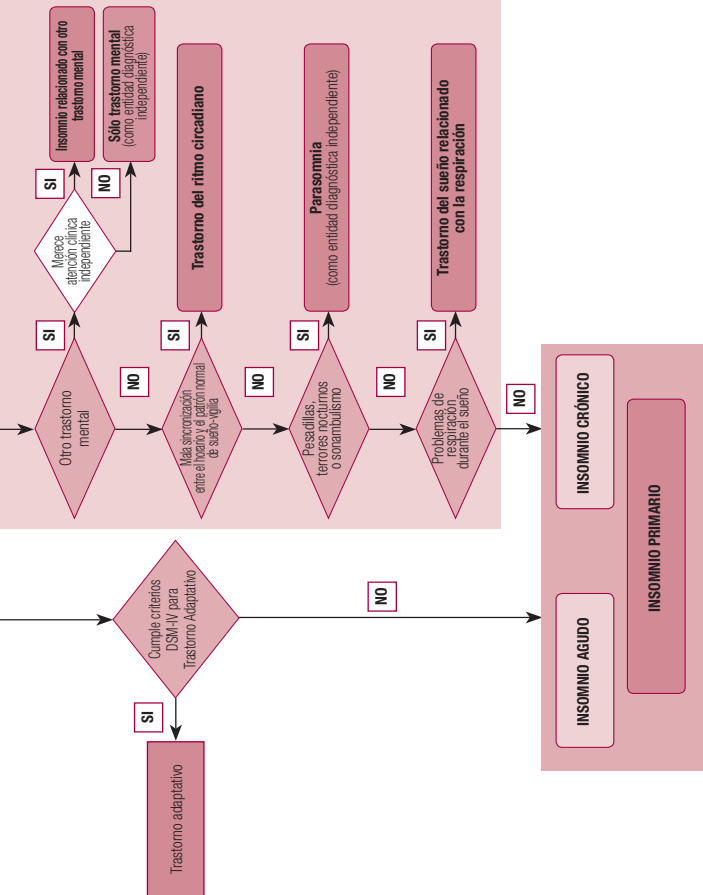 Otro trastorno
mental
SI
Merece
atención clínica
independiente
SI
Insomnio relacionado con otro
trastorno mental
NO
Sólo trastorno mental
(como entidad diagnóstica
independiente)
NO
Mala sincronización
entre el horario y el patrón normal
de sueño-vigilia
SI
Trastorno del ritmo circadiano
NO
Pesadillas,
terrores nocturnos
o sonambulismo
SI
Parasomnia
(como entidad diagnóstica independiente)
NO
Problemas de
respiración
durante el sueño
SI
Trastorno del sueño relacionado
con la respiración
NO
Cumple criterios
DSM-IV para
Trastorno Adaptativo
SI
Trastorno adaptativo
NO
INSOMNIO AGUDO
INSOMNIO CRÓNICO
INSOMNIO PRIMARIO